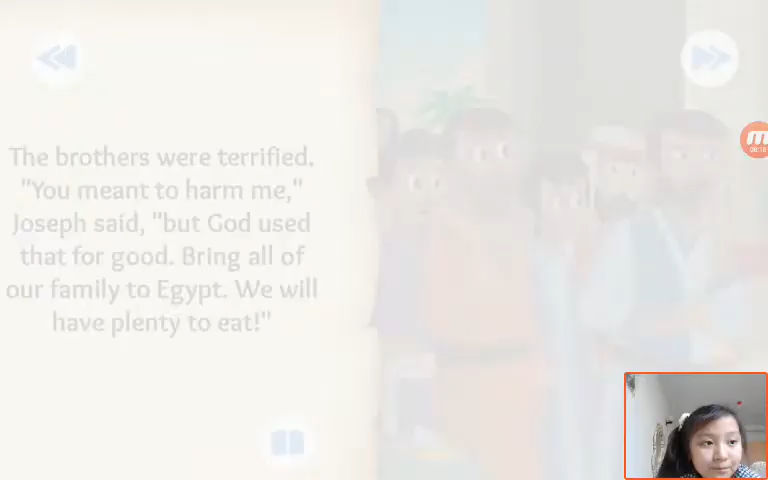 The brothers were terrified.
"You meant to harm me,"
Joseph said, "but God used
that for good. Bring all of
our family to Egypt. We will
have plenty to eat!"